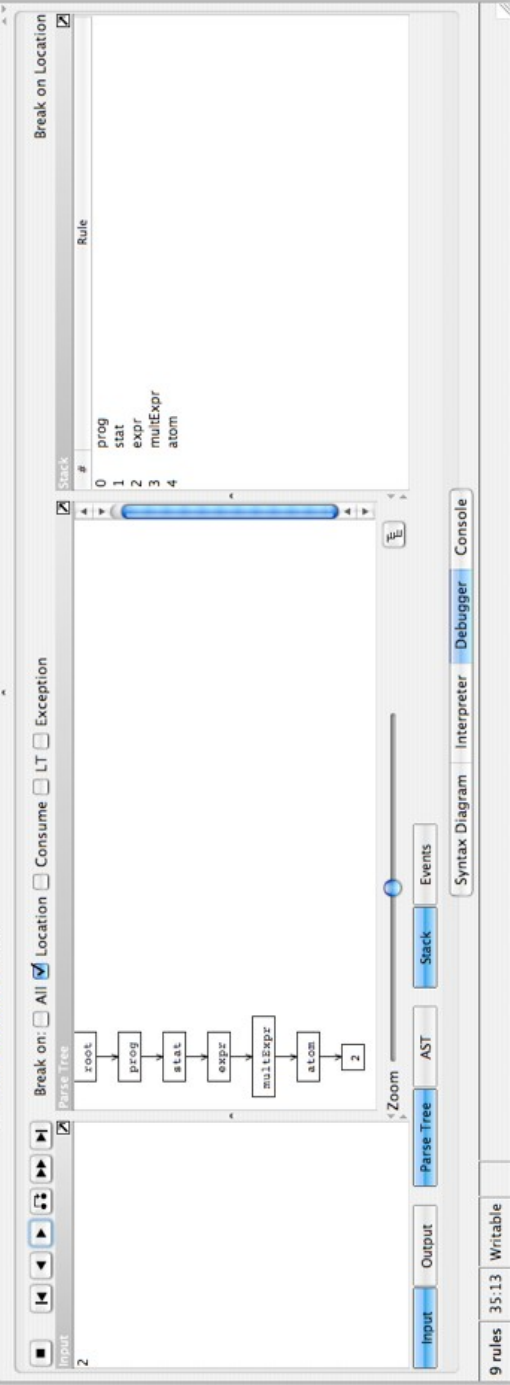 Break on: All Location Consume LT Exception Break on Location
Input
2
Parse Tree
root
prog
stat
expr
multExpr
atom
2
Zoom
Stack
# Rule
0 prog
1 stat
2 expr
3 multExpr
4 atom
Input Output Parse Tree AST Stack Events
Syntax Diagram Interpreter Debugger Console
9 rules 35:13 Writable